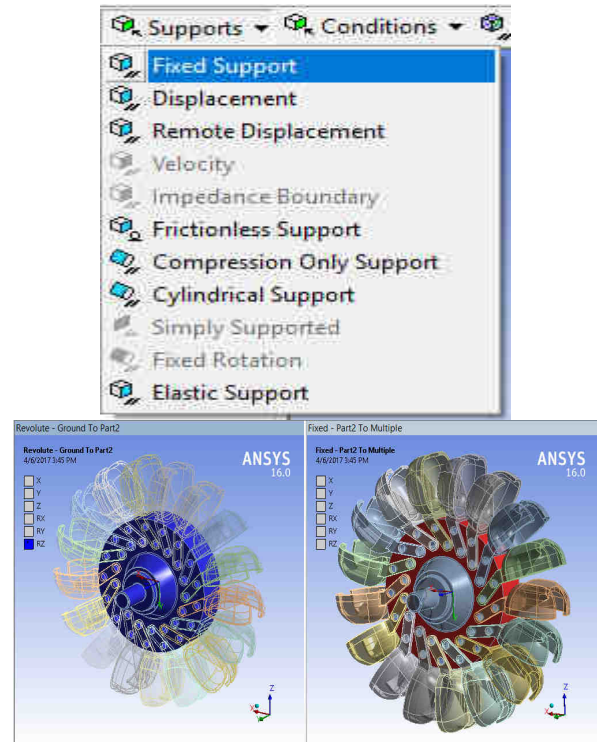 Supports Conditions
Fixed Support
Displacement
Remote Displacement
Velocity
Impedance Boundary
Frictionless Support
Compression Only Support
Cylindrical Support
Simply Supported
Fixed Rotation
Elastic Support
Revolute - Ground To Part2
Revolute - Ground To Part2
4/6/2017 3:45 PM
X
Y
Z
RX
RY
RZ
ANSYS
16.0
Z
X
Y
Fixed - Part2 To Multiple
Fixed - Part2 To Multiple
4/6/2017 3:45 PM
X
Y
Z
RX
RY
RZ
ANSYS
16.0
Z
X